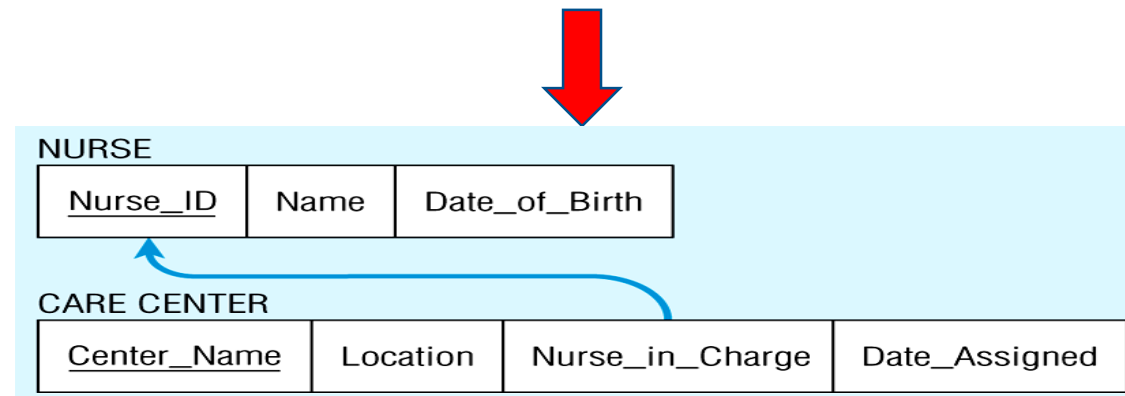 NURSE
Nurse_ID Name Date_of_Birth
CARE CENTER
Center_Name Location Nurse_in_Charge Date_Assigned